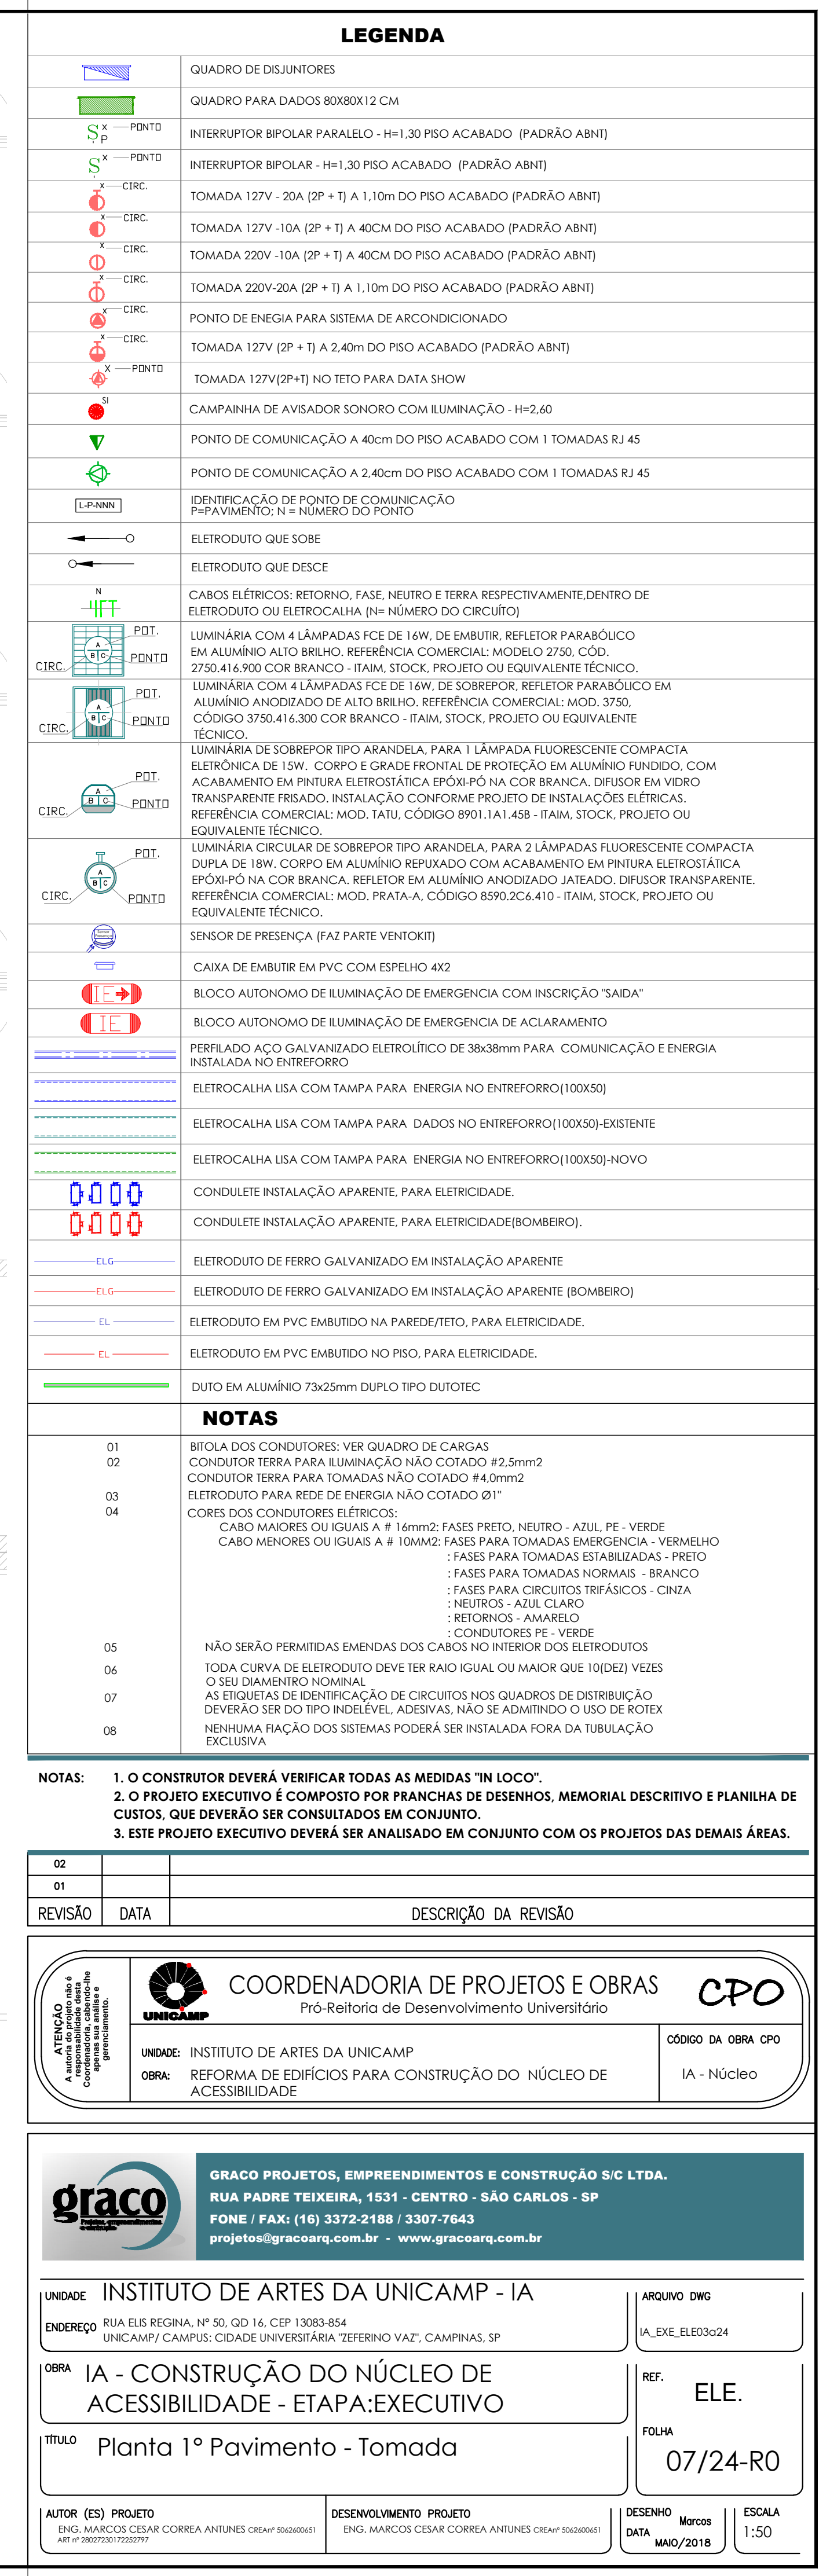 LEGENDA
QUADRO DE DISJUNTORES
QUADRO PARA DADOS 80X80X12 CM
S x P PONTO
INTERRUPTOR BIPOLAR PARALELO - H=1,30 PISO ACABADO (PADRÃO ABNT)
S x PONTO
INTERRUPTOR BIPOLAR - H=1,30 PISO ACABADO (PADRÃO ABNT)
x CIRC.
TOMADA 127V - 20A (2P + T) A 1,10m DO PISO ACABADO (PADRÃO ABNT)
x CIRC.
TOMADA 127V -10A (2P + T) A 40CM DO PISO ACABADO (PADRÃO ABNT)
x CIRC.
TOMADA 220V -10A (2P + T) A 40CM DO PISO ACABADO (PADRÃO ABNT)
x CIRC.
TOMADA 220V-20A (2P + T) A 1,10m DO PISO ACABADO (PADRÃO ABNT)
x CIRC.
PONTO DE ENEGIA PARA SISTEMA DE ARCONDICIONADO
x CIRC.
TOMADA 127V (2P + T) A 2,40m DO PISO ACABADO (PADRÃO ABNT)
X PONTO
TOMADA 127V(2P+T) NO TETO PARA DATA SHOW
SI
CAMPAINHA DE AVISADOR SONORO COM ILUMINAÇÃO - H=2,60
PONTO DE COMUNICAÇÃO A 40cm DO PISO ACABADO COM 1 TOMADAS RJ 45
PONTO DE COMUNICAÇÃO A 2,40cm DO PISO ACABADO COM 1 TOMADAS RJ 45
L-P-NNN
IDENTIFICAÇÃO DE PONTO DE COMUNICAÇÃO
P=PAVIMENTO; N = NÚMERO DO PONTO
ELETRODUTO QUE SOBE
ELETRODUTO QUE DESCE
N
CABOS ELÉTRICOS: RETORNO, FASE, NEUTRO E TERRA RESPECTIVAMENTE,DENTRO DE
ELETRODUTO OU ELETROCALHA (N= NÚMERO DO CIRCUÍTO)
A B C POT. CIRC. PONTO
LUMINÁRIA COM 4 LÂMPADAS FCE DE 16W, DE EMBUTIR, REFLETOR PARABÓLICO
EM ALUMÍNIO ALTO BRILHO. REFERÊNCIA COMERCIAL: MODELO 2750, CÓD.
2750.416.900 COR BRANCO - ITAIM, STOCK, PROJETO OU EQUIVALENTE TÉCNICO.
A B C POT. CIRC. PONTO
LUMINÁRIA COM 4 LÂMPADAS FCE DE 16W, DE SOBREPOR, REFLETOR PARABÓLICO EM
ALUMÍNIO ANODIZADO DE ALTO BRILHO. REFERÊNCIA COMERCIAL: MOD. 3750,
CÓDIGO 3750.416.300 COR BRANCO - ITAIM, STOCK, PROJETO OU EQUIVALENTE
TÉCNICO.
A B C POT. CIRC. PONTO
LUMINÁRIA DE SOBREPOR TIPO ARANDELA, PARA 1 LÂMPADA FLUORESCENTE COMPACTA
ELETRÔNICA DE 15W. CORPO E GRADE FRONTAL DE PROTEÇÃO EM ALUMÍNIO FUNDIDO, COM
ACABAMENTO EM PINTURA ELETROSTÁTICA EPÓXI-PÓ NA COR BRANCA. DIFUSOR EM VIDRO
TRANSPARENTE FRISADO. INSTALAÇÃO CONFORME PROJETO DE INSTALAÇÕES ELÉTRICAS.
REFERÊNCIA COMERCIAL: MOD. TATU, CÓDIGO 8901.1A1.45B - ITAIM, STOCK, PROJETO OU
EQUIVALENTE TÉCNICO.
A B C POT. CIRC. PONTO
LUMINÁRIA CIRCULAR DE SOBREPOR TIPO ARANDELA, PARA 2 LÂMPADAS FLUORESCENTE COMPACTA
DUPLA DE 18W. CORPO EM ALUMÍNIO REPUXADO COM ACABAMENTO EM PINTURA ELETROSTÁTICA
EPÓXI-PÓ NA COR BRANCA. REFLETOR EM ALUMÍNIO ANODIZADO JATEADO. DIFUSOR TRANSPARENTE.
REFERÊNCIA COMERCIAL: MOD. PRATA-A, CÓDIGO 8590.2C6.410 - ITAIM, STOCK, PROJETO OU
EQUIVALENTE TÉCNICO.
SENSOR DE PRESENÇA (FAZ PARTE VENTOKIT)
CAIXA DE EMBUTIR EM PVC COM ESPELHO 4X2
IE
BLOCO AUTONOMO DE ILUMINAÇÃO DE EMERGENCIA COM INSCRIÇÃO "SAIDA"
IE
BLOCO AUTONOMO DE ILUMINAÇÃO DE EMERGENCIA DE ACLARAMENTO
PERFILADO AÇO GALVANIZADO ELETROLÍTICO DE 38x38mm PARA COMUNICAÇÃO E ENERGIA
INSTALADA NO ENTREFORRO
ELETROCALHA LISA COM TAMPA PARA ENERGIA NO ENTREFORRO(100X50)
ELETROCALHA LISA COM TAMPA PARA DADOS NO ENTREFORRO(100X50)-EXISTENTE
ELETROCALHA LISA COM TAMPA PARA ENERGIA NO ENTREFORRO(100X50)-NOVO
CONDULETE INSTALAÇÃO APARENTE, PARA ELETRICIDADE.
CONDULETE INSTALAÇÃO APARENTE, PARA ELETRICIDADE(BOMBEIRO).
ELG
ELETRODUTO DE FERRO GALVANIZADO EM INSTALAÇÃO APARENTE
ELG
ELETRODUTO DE FERRO GALVANIZADO EM INSTALAÇÃO APARENTE (BOMBEIRO)
EL
ELETRODUTO EM PVC EMBUTIDO NA PAREDE/TETO, PARA ELETRICIDADE.
EL
ELETRODUTO EM PVC EMBUTIDO NO PISO, PARA ELETRICIDADE.
DUTO EM ALUMÍNIO 73x25mm DUPLO TIPO DUTOTEC
NOTAS
01 BITOLA DOS CONDUTORES: VER QUADRO DE CARGAS
02 CONDUTOR TERRA PARA ILUMINAÇÃO NÃO COTADO #2,5mm2
CONDUTOR TERRA PARA TOMADAS NÃO COTADO #4,0mm2
03 ELETRODUTO PARA REDE DE ENERGIA NÃO COTADO Ø1"
04 CORES DOS CONDUTORES ELÉTRICOS:
CABO MAIORES OU IGUAIS A # 16mm2: FASES PRETO, NEUTRO - AZUL, PE - VERDE
CABO MENORES OU IGUAIS A # 10MM2: FASES PARA TOMADAS EMERGENCIA - VERMELHO
: FASES PARA TOMADAS ESTABILIZADAS - PRETO
: FASES PARA TOMADAS NORMAIS - BRANCO
: FASES PARA CIRCUITOS TRIFÁSICOS - CINZA
: NEUTROS - AZUL CLARO
: RETORNOS - AMARELO
: CONDUTORES PE - VERDE
05 NÃO SERÃO PERMITIDAS EMENDAS DOS CABOS NO INTERIOR DOS ELETRODUTOS
06 TODA CURVA DE ELETRODUTO DEVE TER RAIO IGUAL OU MAIOR QUE 10(DEZ) VEZES
O SEU DIAMENTRO NOMINAL
07 AS ETIQUETAS DE IDENTIFICAÇÃO DE CIRCUITOS NOS QUADROS DE DISTRIBUIÇÃO
DEVERÃO SER DO TIPO INDELÉVEL, ADESIVAS, NÃO SE ADMITINDO O USO DE ROTEX
08 NENHUMA FIAÇÃO DOS SISTEMAS PODERÁ SER INSTALADA FORA DA TUBULAÇÃO
EXCLUSIVA
NOTAS: 1. O CONSTRUTOR DEVERÁ VERIFICAR TODAS AS MEDIDAS "IN LOCO".
2. O PROJETO EXECUTIVO É COMPOSTO POR PRANCHAS DE DESENHOS, MEMORIAL DESCRITIVO E PLANILHA DE
CUSTOS, QUE DEVERÃO SER CONSULTADOS EM CONJUNTO.
3. ESTE PROJETO EXECUTIVO DEVERÁ SER ANALISADO EM CONJUNTO COM OS PROJETOS DAS DEMAIS ÁREAS.
02
01
REVISÃO DATA DESCRIÇÃO DA REVISÃO
ATENÇÃO
A autoria do projeto não é
responsabilidade desta
Coordenadoria, cabendo-lhe
apenas sua análise e
gerenciamento.
UNICAMP
COORDENADORIA DE PROJETOS E OBRAS
Pró-Reitoria de Desenvolvimento Universitário
CPO
UNIDADE: INSTITUTO DE ARTES DA UNICAMP
OBRA: REFORMA DE EDIFÍCIOS PARA CONSTRUÇÃO DO NÚCLEO DE
ACESSIBILIDADE
CÓDIGO DA OBRA CPO
IA - Núcleo
graco
GRACO PROJETOS, EMPREENDIMENTOS E CONSTRUÇÃO S/C LTDA.
RUA PADRE TEIXEIRA, 1531 - CENTRO - SÃO CARLOS - SP
FONE / FAX: (16) 3372-2188 / 3307-7643
projetos@gracoarq.com.br - www.gracoarq.com.br
UNIDADE INSTITUTO DE ARTES DA UNICAMP - IA
ENDEREÇO RUA ELIS REGINA, Nº 50, QD 16, CEP 13083-854
UNICAMP/ CAMPUS: CIDADE UNIVERSITÁRIA "ZEFERINO VAZ", CAMPINAS, SP
ARQUIVO DWG
IA_EXE_ELE03a24
OBRA IA - CONSTRUÇÃO DO NÚCLEO DE
ACESSIBILIDADE - ETAPA:EXECUTIVO
REF.
ELE.
TÍTULO Planta 1º Pavimento - Tomada
FOLHA
07/24-R0
AUTOR (ES) PROJETO
ENG. MARCOS CESAR CORREA ANTUNES CREAnº 5062600651
ART nº 28027230172252797
DESENVOLVIMENTO PROJETO
ENG. MARCOS CESAR CORREA ANTUNES CREAnº 5062600651
DESENHO Marcos
DATA MAIO/2018
ESCALA
1:50